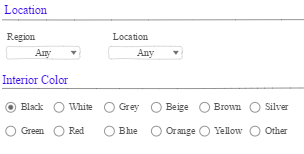 Location
Region Location
Any Any
Interior Color
Black White Grey Beige Brown Silver
Green Red Blue Orange Yellow Other